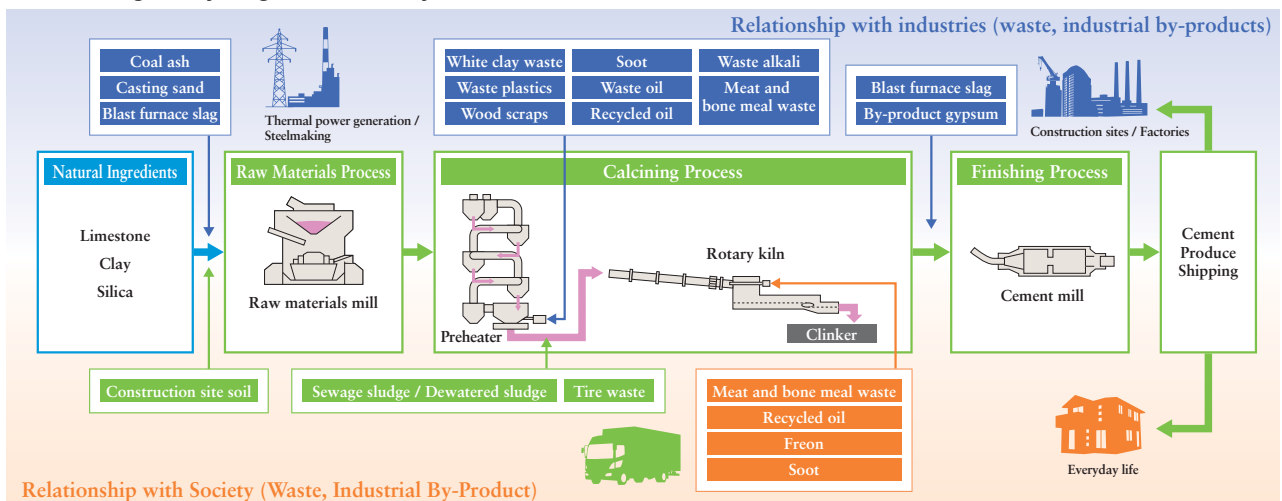 Relationship with industries (waste, industrial by-products)
Coal ash
Casting sand
Blast furnace slag
Thermal power generation /
Steelmaking
White clay waste
Soot
Waste alkali
Waste plastics
Waste oil
Meat and
bone meal waste
Wood scraps
Recycled oil
Blast furnace slag
By-product gypsum
Construction sites / Factories
Natural Ingredients
Limestone
Clay
Silica
Raw Materials Process
Raw materials mill
Calcining Process
Preheater
Rotary kiln
Clinker
Finishing Process
Cement mill
Cement
Produce
Shipping
Construction site soil
Sewage sludge / Dewatered sludge
Tire waste
Meat and bone meal waste
Recycled oil
Freon
Soot
Everyday life
Relationship with Society (Waste, Industrial By-Product)